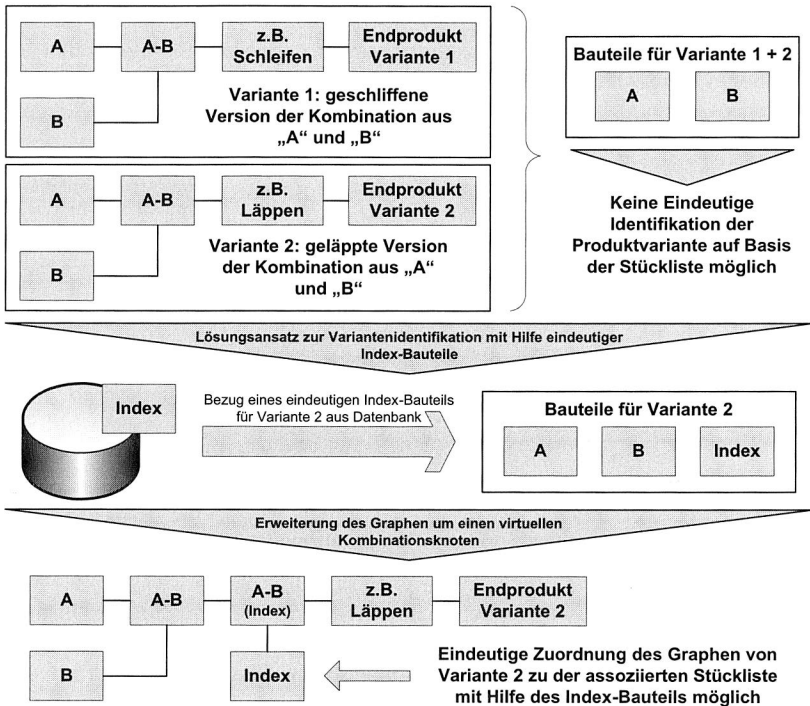 A
A-B
z.B.
Schleifen
Endprodukt
Variante 1
B
Variante 1: geschliffene
Version der Kombination aus
„A“ und „B“
A
A-B
z.B.
Läppen
Endprodukt
Variante 2
B
Variante 2: geläppte Version
der Kombination aus „A“
und „B“
Bauteile für Variante 1 + 2
A
B
Keine Eindeutige
Identifikation der
Produktvariante auf Basis
der Stückliste möglich
Lösungsansatz zur Variantenidentifikation mit Hilfe eindeutiger
Index-Bauteile
Index
Bezug eines eindeutigen Index-Bauteils
für Variante 2 aus Datenbank
Bauteile für Variante 2
A
B
Index
Erweiterung des Graphen um einen virtuellen
Kombinationsknoten
A
A-B
A-B
(Index)
z.B.
Läppen
Endprodukt
Variante 2
B
Index
Eindeutige Zuordnung des Graphen von
Variante 2 zu der assoziierten Stückliste
mit Hilfe des Index-Bauteils möglich